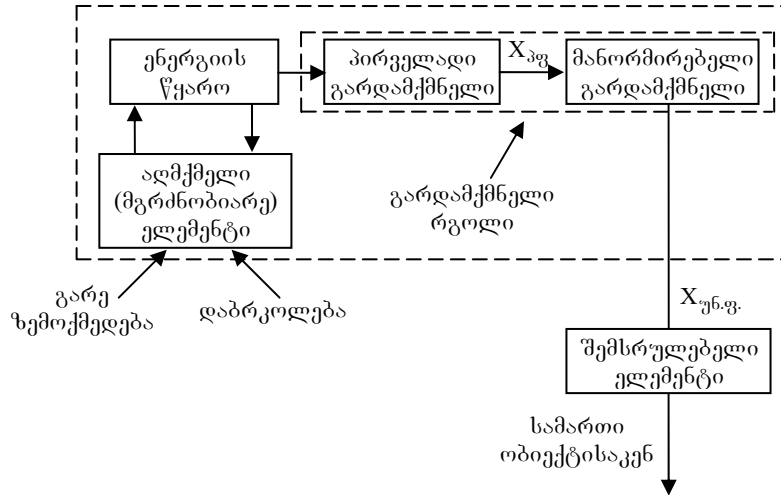 ენერგიის
წყარო
პირველადი
გარდამქმნელი
Xპფ
მანორმირებელი
გარდამქმნელი
აღმქმელი
(მგრძნობიარე)
ელემენტი
გარდამქმნელი
რგოლი
გარე
ზემოქმედება
დაბრკოლება
Xუნ.ფ.
შემსრულებელი
ელემენტი
სამართი
ობიექტისაკენ